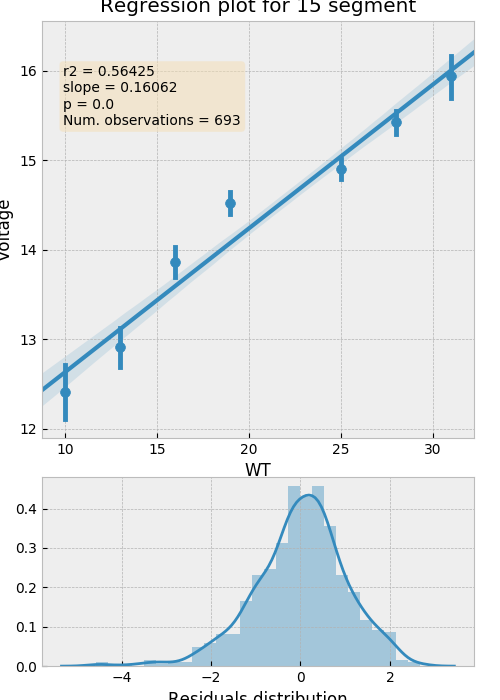 Regression plot for 15 segment
r2 = 0.56425
slope = 0.16062
p = 0.0
Num. observations = 693
16
15
14
13
12
Voltage
10 15 20 25 30
WT
0.4
0.3
0.2
0.1
0.0
−4 −2 0 2
Residuals distribution